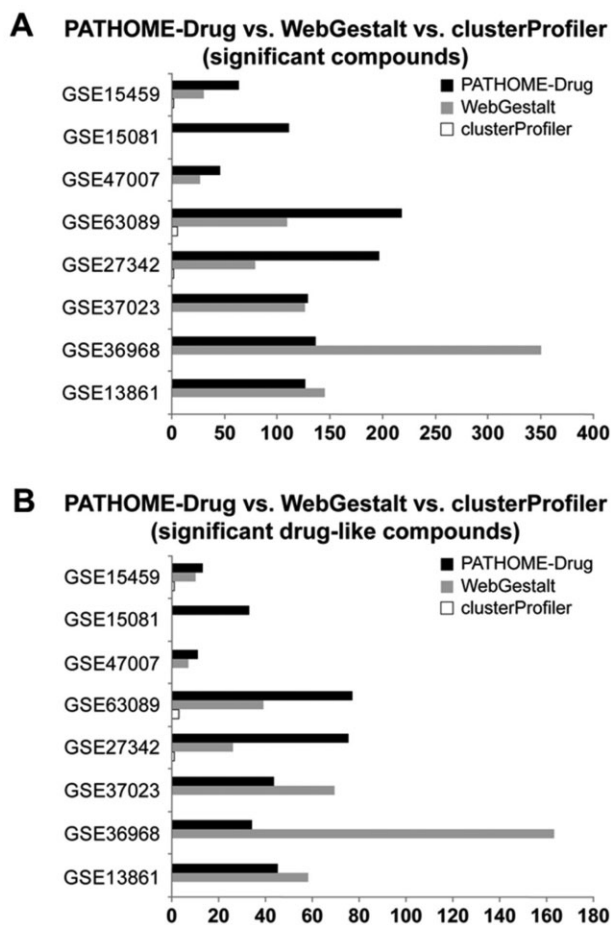 A
PATHOME-Drug vs. WebGestalt vs. clusterProfiler
(significant compounds)
PATHOME-Drug
WebGestalt
clusterProfiler
GSE15459
GSE15081
GSE47007
GSE63089
GSE27342
GSE37023
GSE36968
GSE13861
0 50 100 150 200 250 300 350 400
B
PATHOME-Drug vs. WebGestalt vs. clusterProfiler
(significant drug-like compounds)
PATHOME-Drug
WebGestalt
clusterProfiler
GSE15459
GSE15081
GSE47007
GSE63089
GSE27342
GSE37023
GSE36968
GSE13861
0 20 40 60 80 100 120 140 160 180